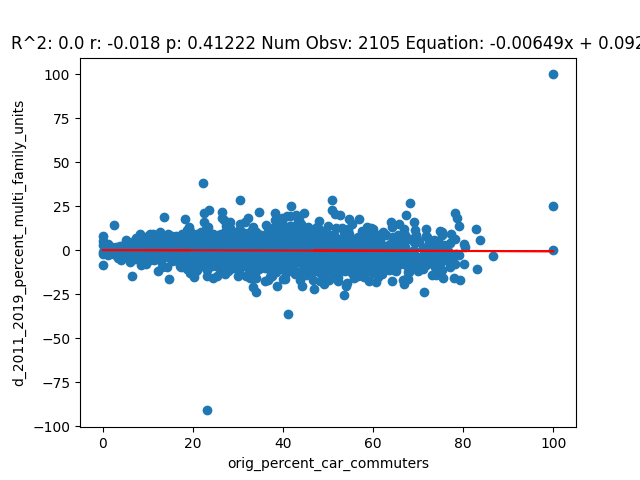 R^2: 0.0 r: -0.018 p: 0.41222 Num Obsv: 2105 Equation: -0.00649x + 0.092
100
75
50
25
0
−25
−50
−75
−100
d_2011_2019_percent_multi_family_units
0 20 40 60 80 100
orig_percent_car_commuters